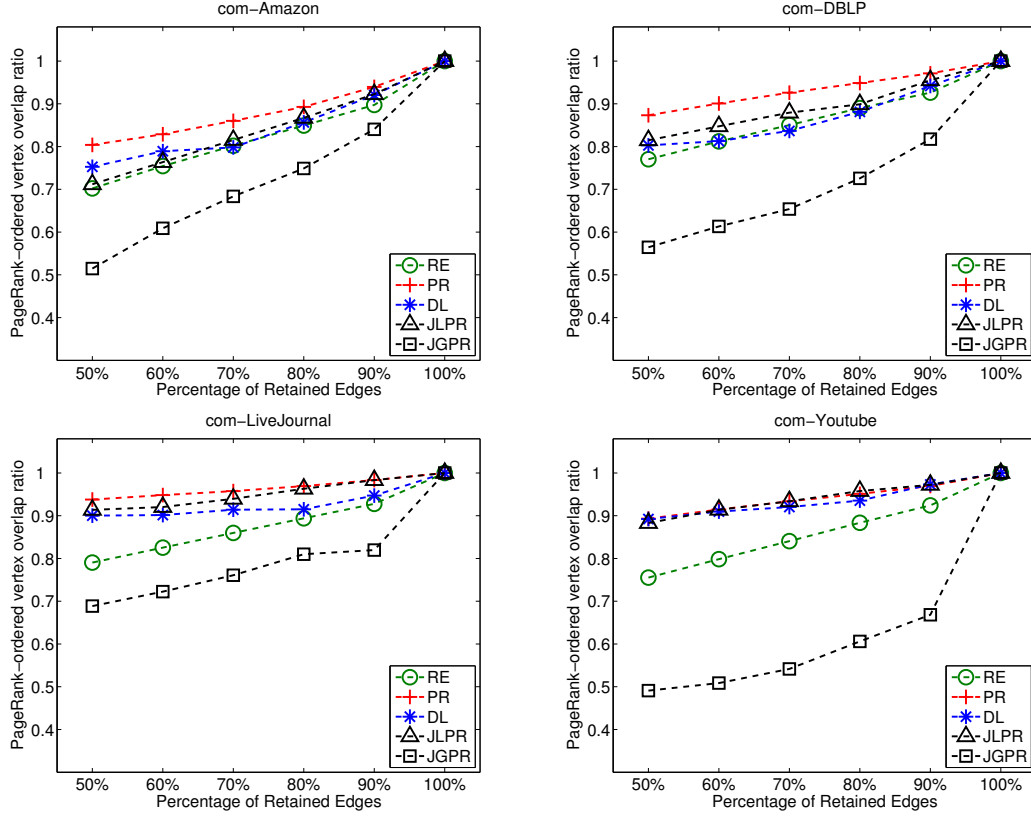 com−Amazon
PageRank−ordered vertex overlap ratio
1
0.9
0.8
0.7
0.6
0.5
0.4
RE
PR
DL
JLPR
JGPR
50% 60% 70% 80% 90% 100%
Percentage of Retained Edges
com−DBLP
PageRank−ordered vertex overlap ratio
1
0.9
0.8
0.7
0.6
0.5
0.4
RE
PR
DL
JLPR
JGPR
50% 60% 70% 80% 90% 100%
Percentage of Retained Edges
com−LiveJournal
PageRank−ordered vertex overlap ratio
1
0.9
0.8
0.7
0.6
0.5
0.4
RE
PR
DL
JLPR
JGPR
50% 60% 70% 80% 90% 100%
Percentage of Retained Edges
com−Youtube
PageRank−ordered vertex overlap ratio
1
0.9
0.8
0.7
0.6
0.5
0.4
RE
PR
DL
JLPR
JGPR
50% 60% 70% 80% 90% 100%
Percentage of Retained Edges